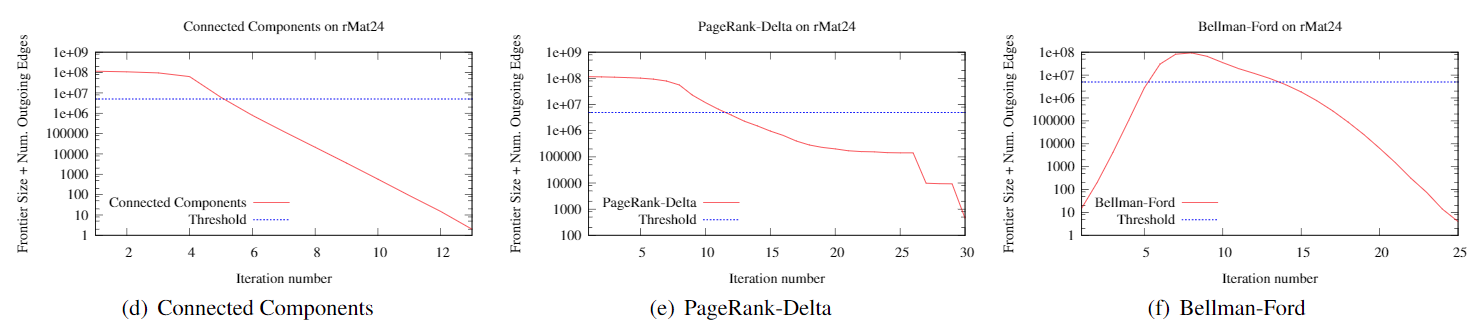 Connected Components on rMat24
Frontier Size + Num. Outgoing Edges
1e+09
1e+08
1e+07
1e+06
100000
10000
1000
100
10
1
Connected Components
Threshold
2
4
6
8
10
12
Iteration number
(d) Connected Components
PageRank-Delta on rMat24
Frontier Size + Num. Outgoing Edges
1e+09
1e+08
1e+07
1e+06
100000
10000
1000
100
PageRank-Delta
Threshold
5
10
15
20
25
30
Iteration number
(e) PageRank-Delta
Bellman-Ford on rMat24
Frontier Size + Num. Outgoing Edges
1e+08
1e+07
1e+06
100000
10000
1000
100
10
1
Bellman-Ford
Threshold
5
10
15
20
25
Iteration number
(f) Bellman-Ford